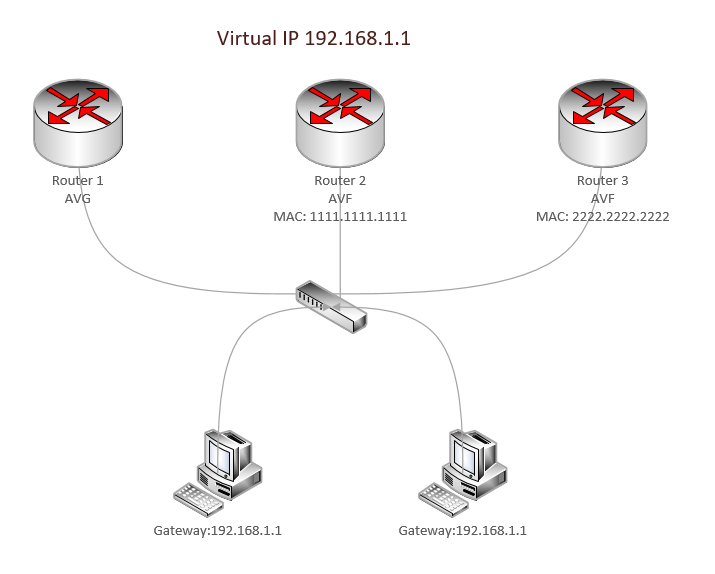 Virtual IP 192.168.1.1
Router 1
AVG
Router 2
AVF
MAC: 1111.1111.1111
Router 3
AVF
MAC: 2222.2222.2222
Gateway:192.168.1.1
Gateway:192.168.1.1